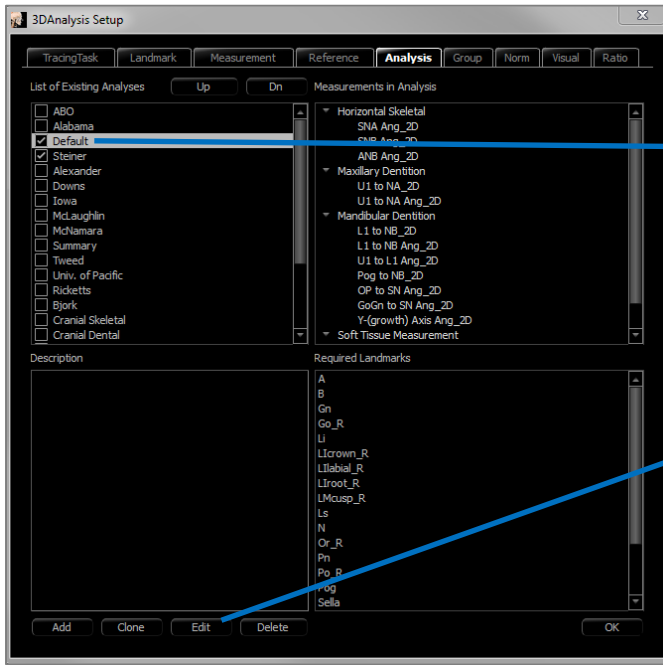 3DAnalysis Setup
TracingTask Landmark Measurement Reference Analysis Group Norm Visual Ratio
List of Existing Analyses Up Dn Measurements in Analysis
ABO
Alabama
Default
Steiner
Alexander
Downs
Iowa
McLaughlin
McNamara
Summary
Tweed
Univ. of Pacific
Ricketts
Bjork
Cranial Skeletal
Cranial Dental
Horizontal Skeletal
SNA Ang_2D
SNB Ang_2D
ANB Ang_2D
Maxillary Dentition
U1 to NA_2D
U1 to NA Ang_2D
Mandibular Dentition
L1 to NB_2D
L1 to NB Ang_2D
U1 to L1 Ang_2D
Pog to NB_2D
OP to SN Ang_2D
GoGn to SN Ang_2D
Y-(growth) Axis Ang_2D
Soft Tissue Measurement
Description
Required Landmarks
A
B
Gn
Go_R
Li
LIcrown_R
LIlabial_R
LIroot_R
LMcusp_R
Ls
N
Or_R
Pn
Po_R
Pog
Sella
Add Clone Edit Delete OK